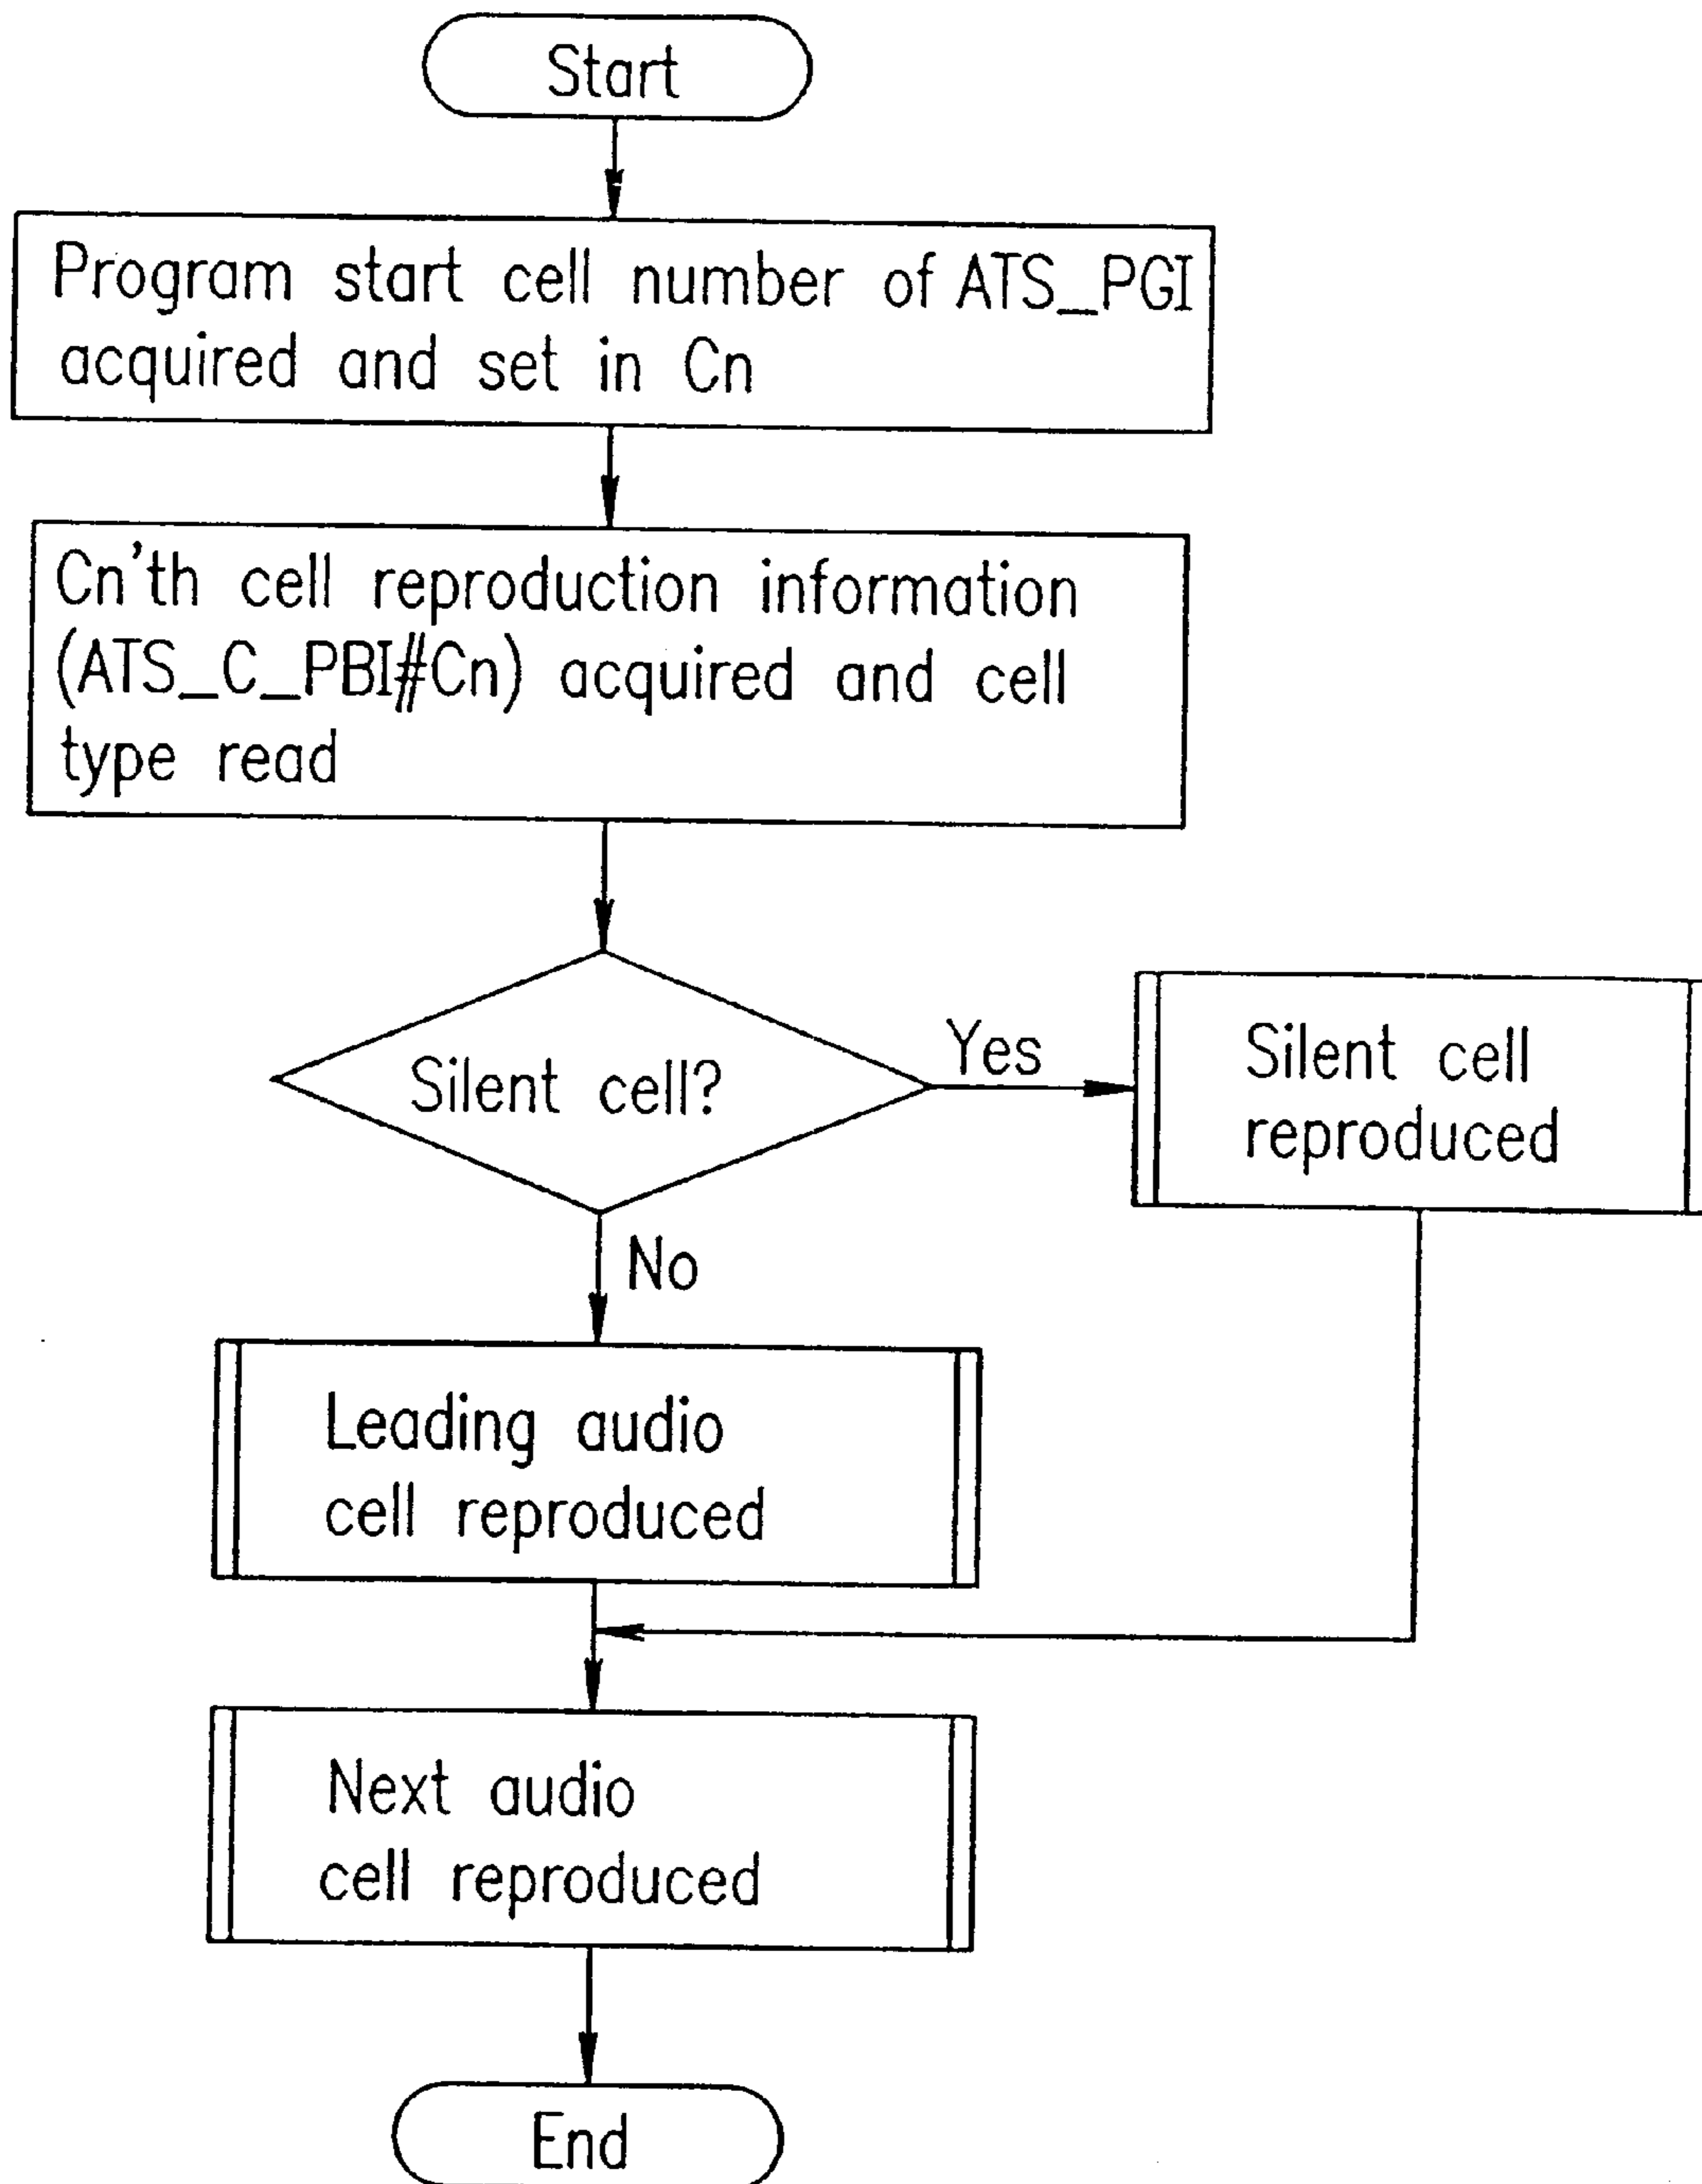 Start
Program start cell number of ATS_PGI
acquired and set in Cn
Cn'th cell reproduction information
(ATS_C_PBI#Cn) acquired and cell
type read
Silent cell?
Yes
Silent cell
reproduced
No
Leading audio
cell reproduced
Next audio
cell reproduced
End